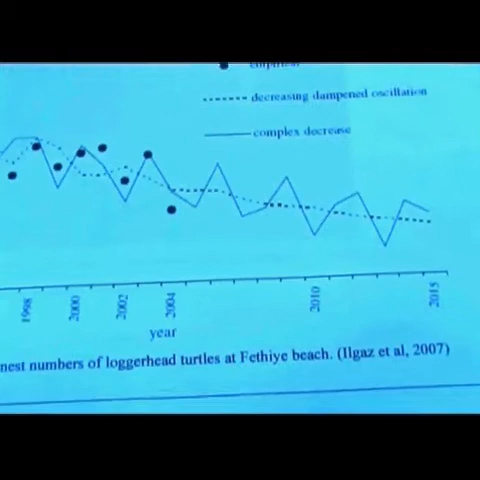 empirical
decreasing dampened oscillation
complex decrease
1998
2000
2002
2004
2010
2015
year
nest numbers of loggerhead turtles at Fethiye beach. (Ilgaz et al, 2007)